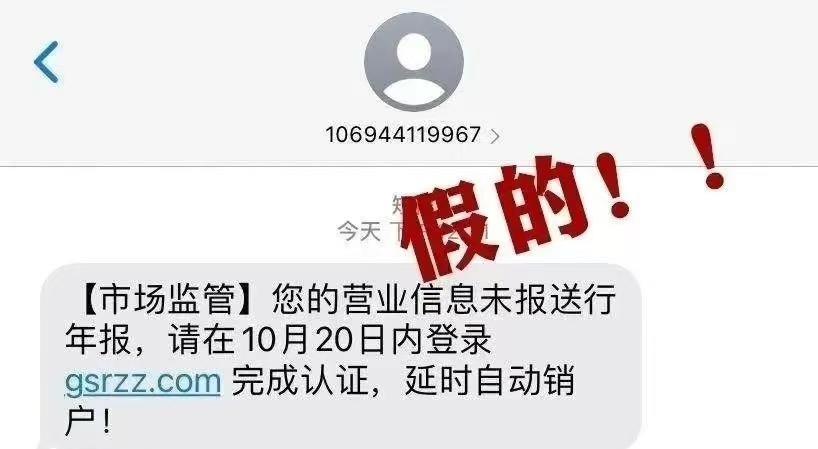 106944119967
假的！！
今天 下
【市场监管】您的营业信息未报送行
年报，请在10月20日内登录
gsrzz.com 完成认证，延时自动销
户！